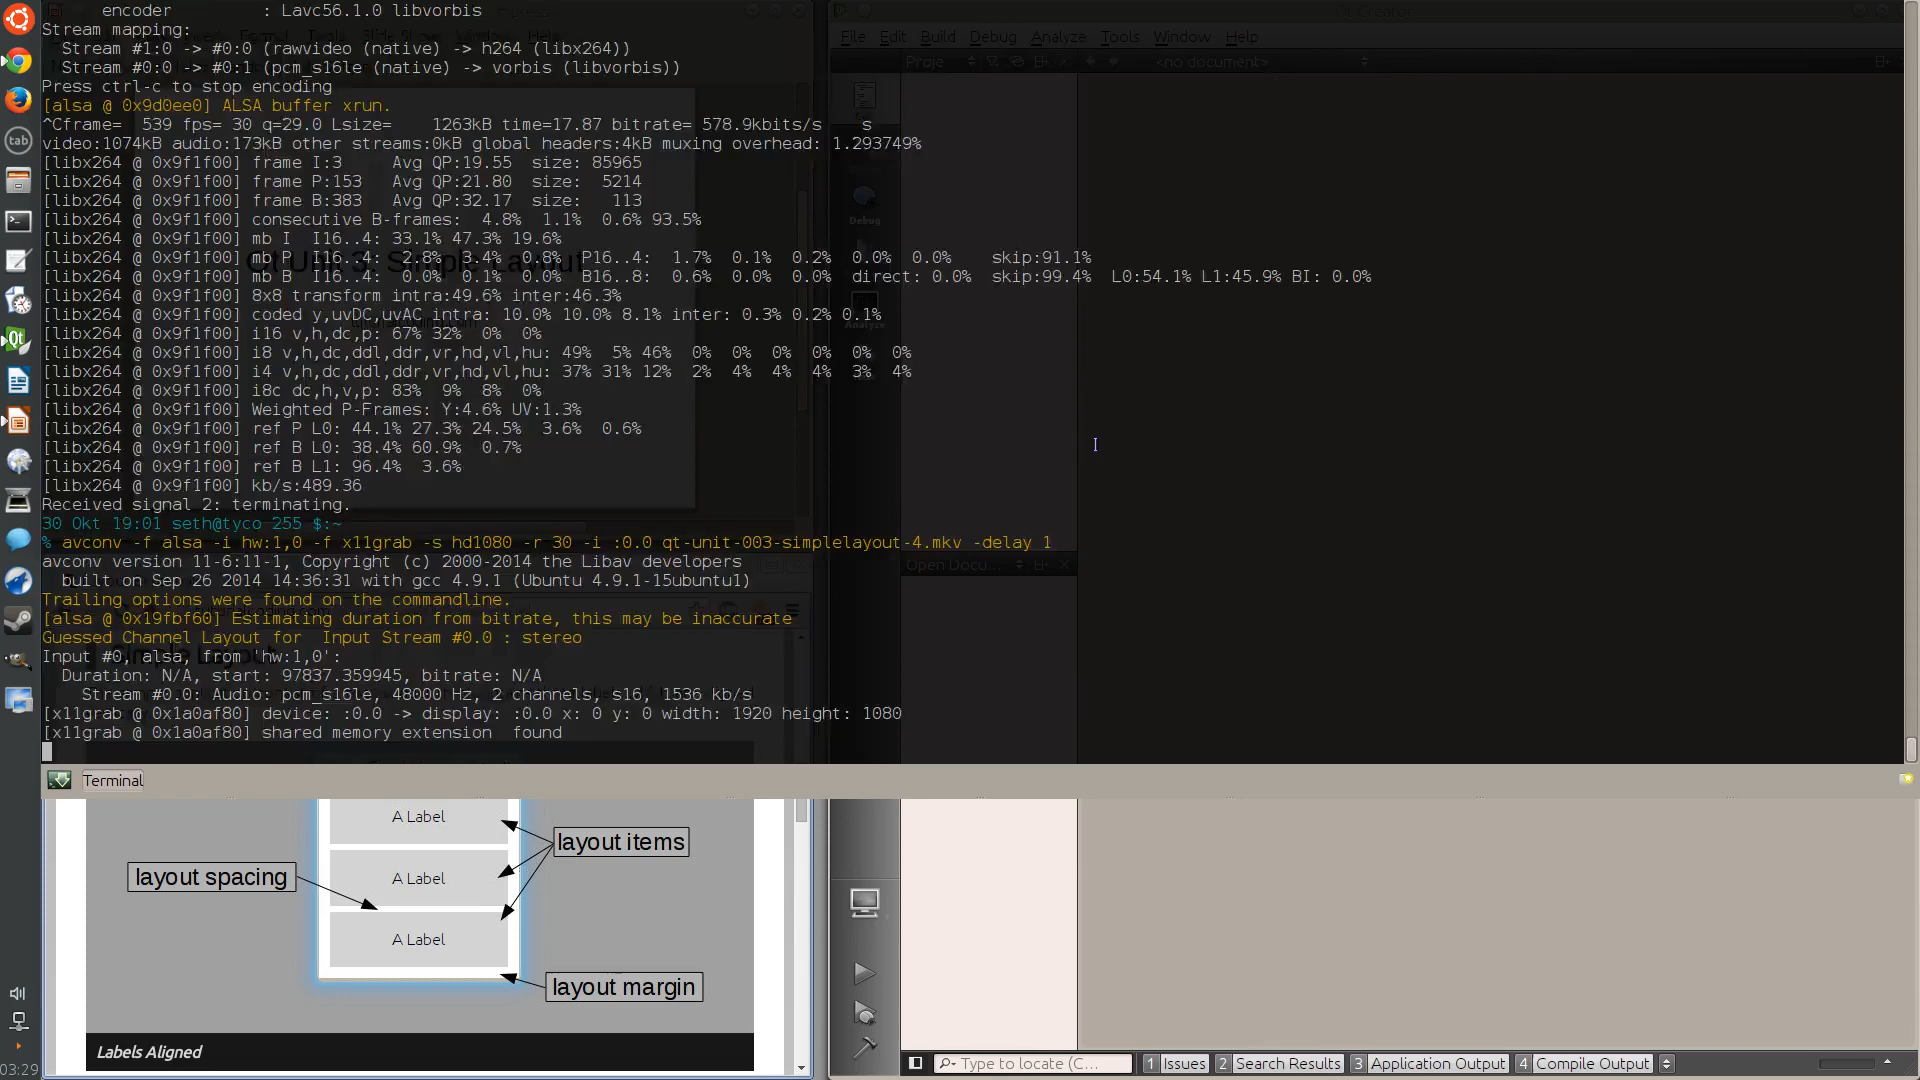 encoder         : Lavc56.1.0 libvorbis
Stream mapping:
Stream #1:0 -> #0:0 (rawvideo (native) -> h264 (libx264))
Stream #0:0 -> #0:1 (pcm_s16le (native) -> vorbis (libvorbis))
Press ctrl-c to stop encoding
[alsa @ 0x9d0ee0] ALSA buffer xrun.
^Cframe=  539 fps= 30 q=29.0 Lsize=    1263kB time=17.87 bitrate= 578.9kbits/s    s
video:1074kB audio:173kB other streams:0kB global headers:4kB muxing overhead: 1.293749%
[libx264 @ 0x9f1f00] frame I:3     Avg QP:19.55  size: 85965
[libx264 @ 0x9f1f00] frame P:153   Avg QP:21.80  size:  5214
[libx264 @ 0x9f1f00] frame B:383   Avg QP:32.17  size:   113
[libx264 @ 0x9f1f00] consecutive B-frames:  4.8%  1.1%  0.6% 93.5%
[libx264 @ 0x9f1f00] mb I  I16..4: 33.1% 47.3% 19.6%
[libx264 @ 0x9f1f00] mb P  I16..4:  2.8%  3.4%  0.8%  P16..4:  1.7%  0.1%  0.2%  0.0%  0.0%    skip:91.1%
[libx264 @ 0x9f1f00] mb B  I16..4:  0.0%  0.1%  0.0%  B16..8:  0.6%  0.0%  0.0%  direct: 0.0%  skip:99.4%  L0:54.1% L1:45.9% BI: 0.0%
[libx264 @ 0x9f1f00] 8x8 transform intra:49.6% inter:46.3%
[libx264 @ 0x9f1f00] coded y,uvDC,uvAC intra: 10.0% 10.0% 8.1% inter: 0.3% 0.2% 0.1%
[libx264 @ 0x9f1f00] i16 v,h,dc,p: 67% 32%  0%  0%
[libx264 @ 0x9f1f00] i8 v,h,dc,ddl,ddr,vr,hd,vl,hu: 49%  5% 46%  0%  0%  0%  0%  0%  0%
[libx264 @ 0x9f1f00] i4 v,h,dc,ddl,ddr,vr,hd,vl,hu: 37% 31% 12%  2%  4%  4%  4%  3%  4%
[libx264 @ 0x9f1f00] i8c dc,h,v,p: 83%  9%  8%  0%
[libx264 @ 0x9f1f00] Weighted P-Frames: Y:4.6% UV:1.3%
[libx264 @ 0x9f1f00] ref P L0: 44.1% 27.3% 24.5%  3.6%  0.6%
[libx264 @ 0x9f1f00] ref B L0: 38.4% 60.9%  0.7%
[libx264 @ 0x9f1f00] ref B L1: 96.4%  3.6%
[libx264 @ 0x9f1f00] kb/s:489.36
Received signal 2: terminating.
30 Okt 19:01 seth@tyco 255 $:~
% avconv -f alsa -i hw:1,0 -f x11grab -s hd1080 -r 30 -i :0.0 qt-unit-003-simplelayout-4.mkv -delay 1
avconv version 11-6:11-1, Copyright (c) 2000-2014 the Libav developers
built on Sep 26 2014 14:36:31 with gcc 4.9.1 (Ubuntu 4.9.1-15ubuntu1)
Trailing options were found on the commandline.
[alsa @ 0x19fbf60] Estimating duration from bitrate, this may be inaccurate
Guessed Channel Layout for  Input Stream #0.0 : stereo
Input #0, alsa, from 'hw:1,0':
Duration: N/A, start: 97837.359945, bitrate: N/A
Stream #0.0: Audio: pcm_s16le, 48000 Hz, 2 channels, s16, 1536 kb/s
[x11grab @ 0x1a0af80] device: :0.0 -> display: :0.0 x: 0 y: 0 width: 1920 height: 1080
[x11grab @ 0x1a0af80] shared memory extension  found
Terminal
File Edit Build Debug Analyze Tools Window Help
Proje
<no document>
Debug
Analyze
Qt Unit 3: Simple Layout
Open Docu...
Simple Layout
tab
A Label
layout items
layout spacing
A Label
A Label
layout margin
Labels Aligned
03:29
Type to locate (C...
1 Issues
2 Search Results
3 Application Output
4 Compile Output